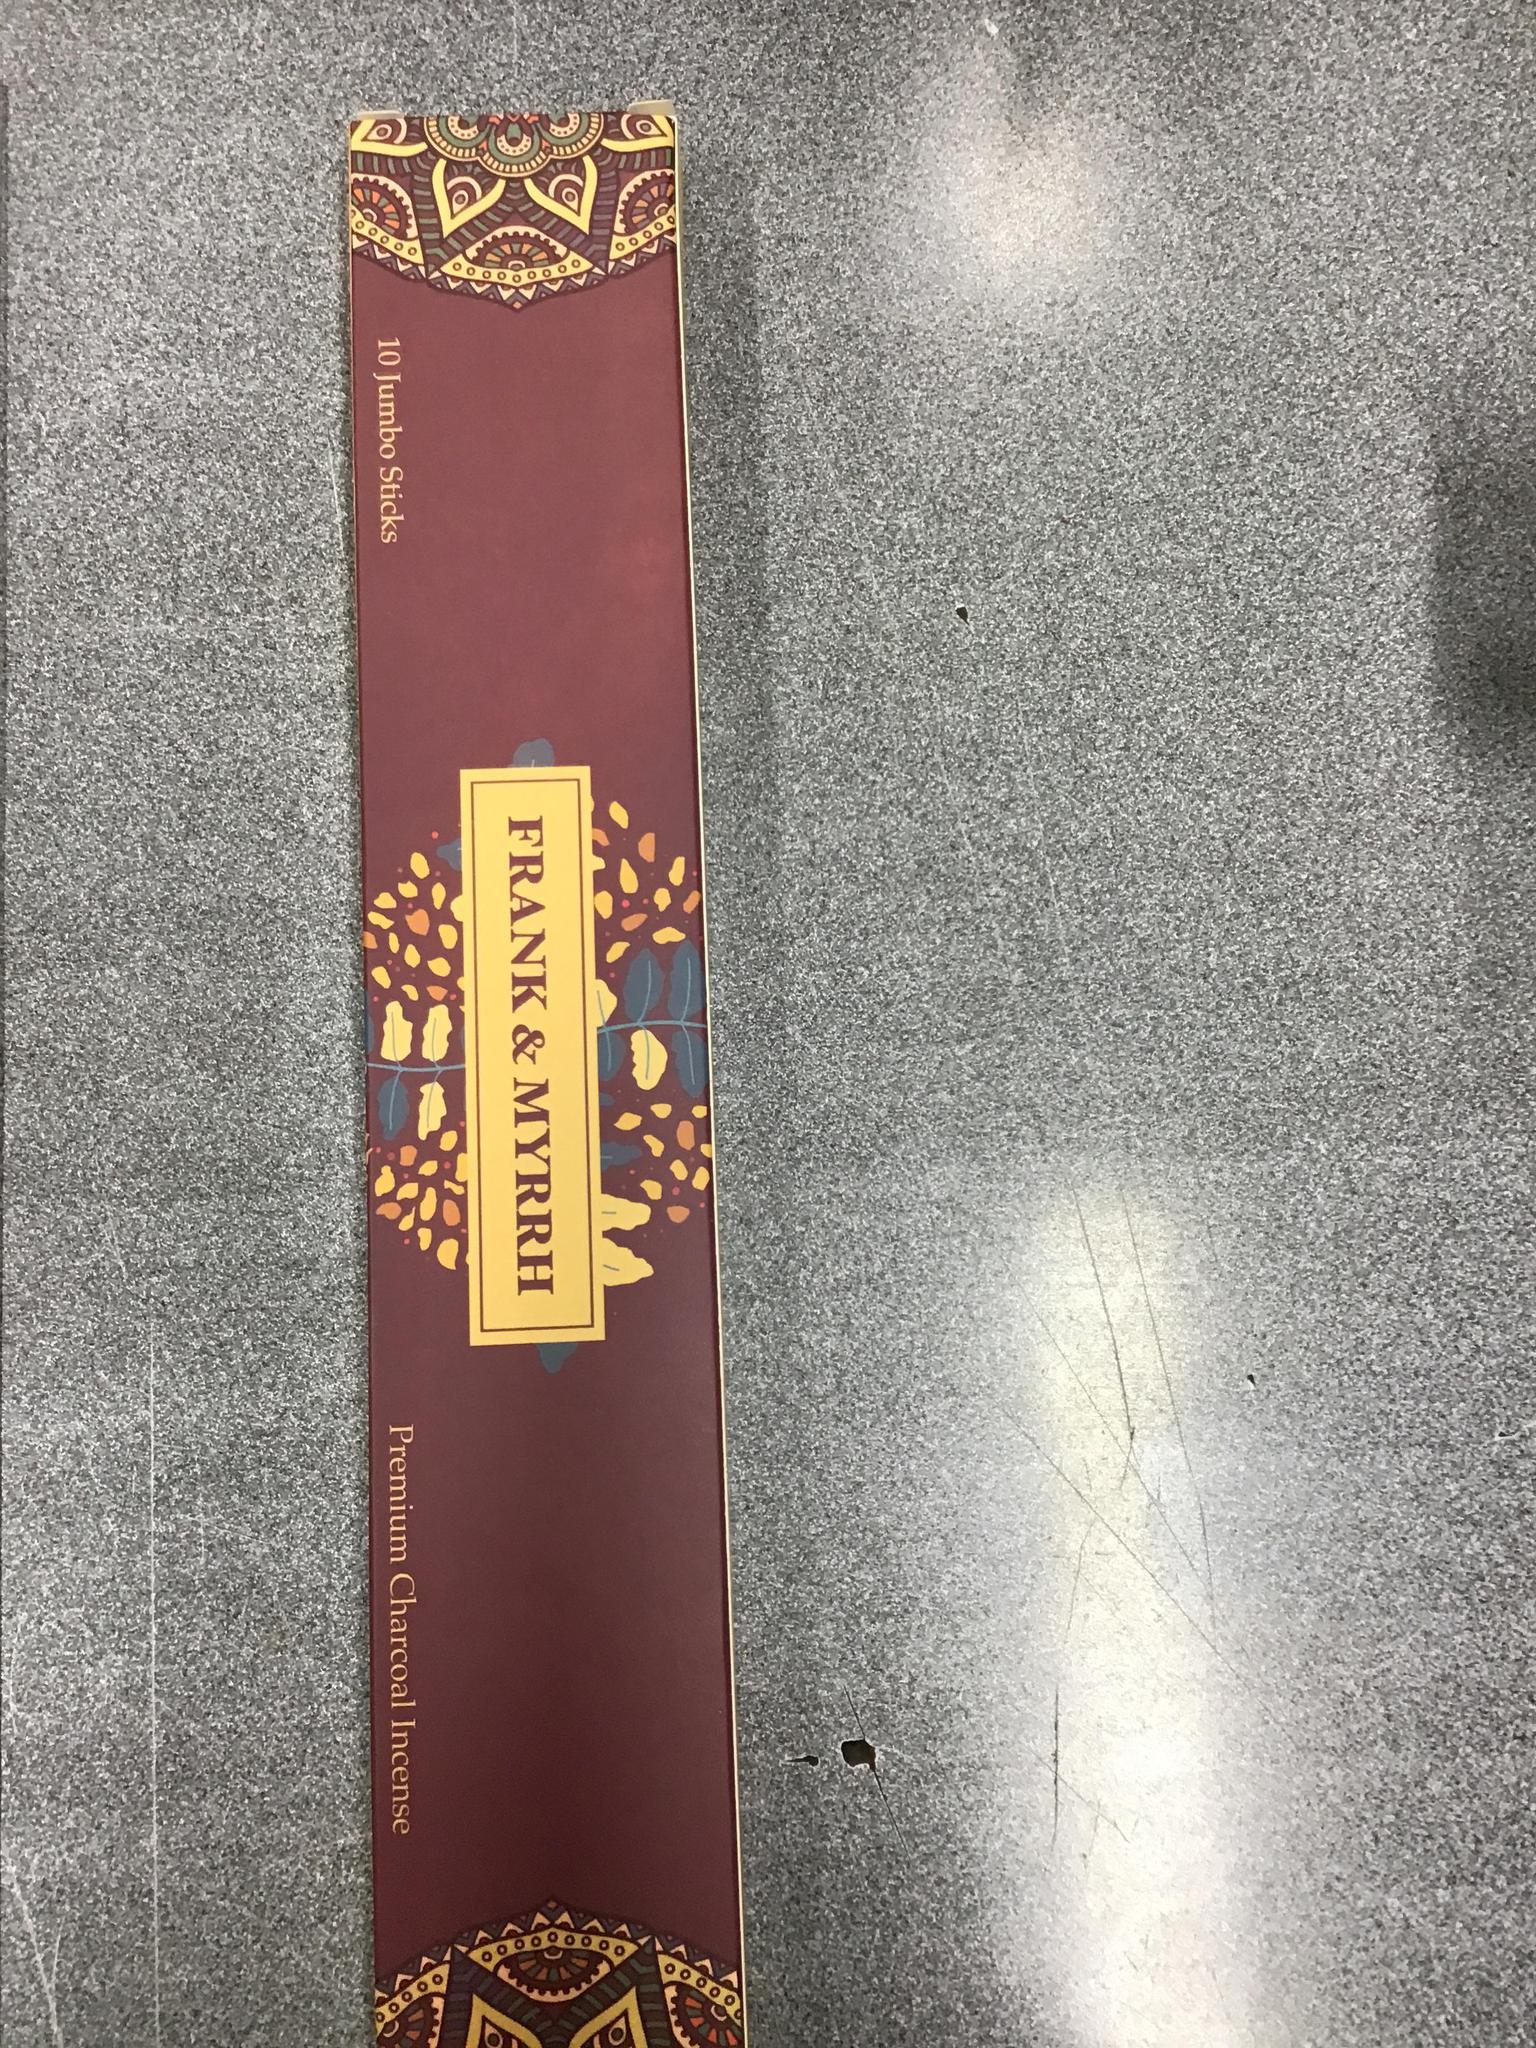 10 Jumbo Sticks
FRANK & MYRRH
Premium Charcoal Incense